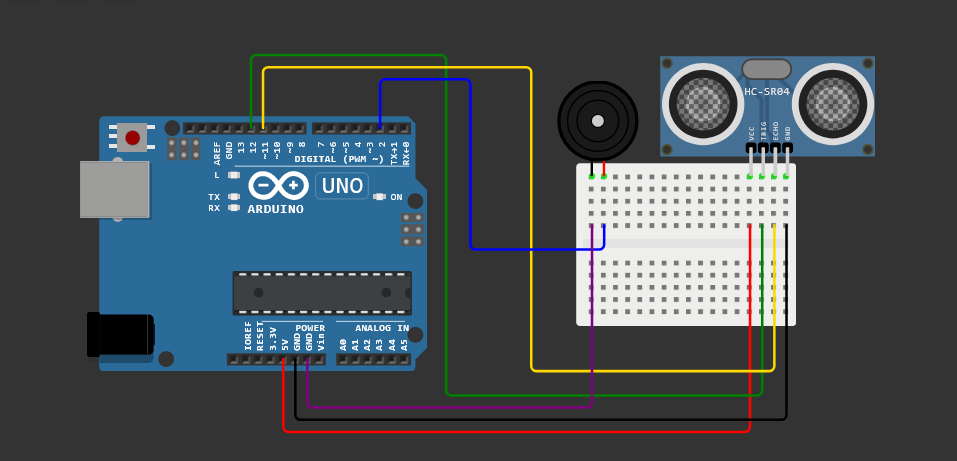 HC-SR04
VCC
TRIG
ECHO
GND
AREF
GND
13
12
~11
~10
~9
8
7
~6
~5
4
~3
2
TX→1
RX←0
DIGITAL (PWM ~)
L
TX
RX
UNO
ARDUINO
ON
IOREF
RESET
3.3V
5V
GND
GND
Vin
POWER
ANALOG IN
A0
A1
A2
A3
A4
A5